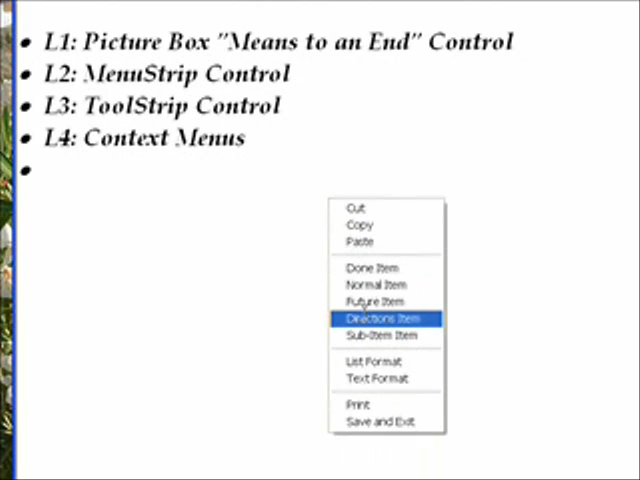 • L1: Picture Box "Means to an End" Control
• L2: MenuStrip Control
• L3: ToolStrip Control
• L4: Context Menus
•
Cut
Copy
Paste
Done Item
Normal Item
Future Item
Directions Item
Sub-Item Item
List Format
Text Format
Print
Save and Exit